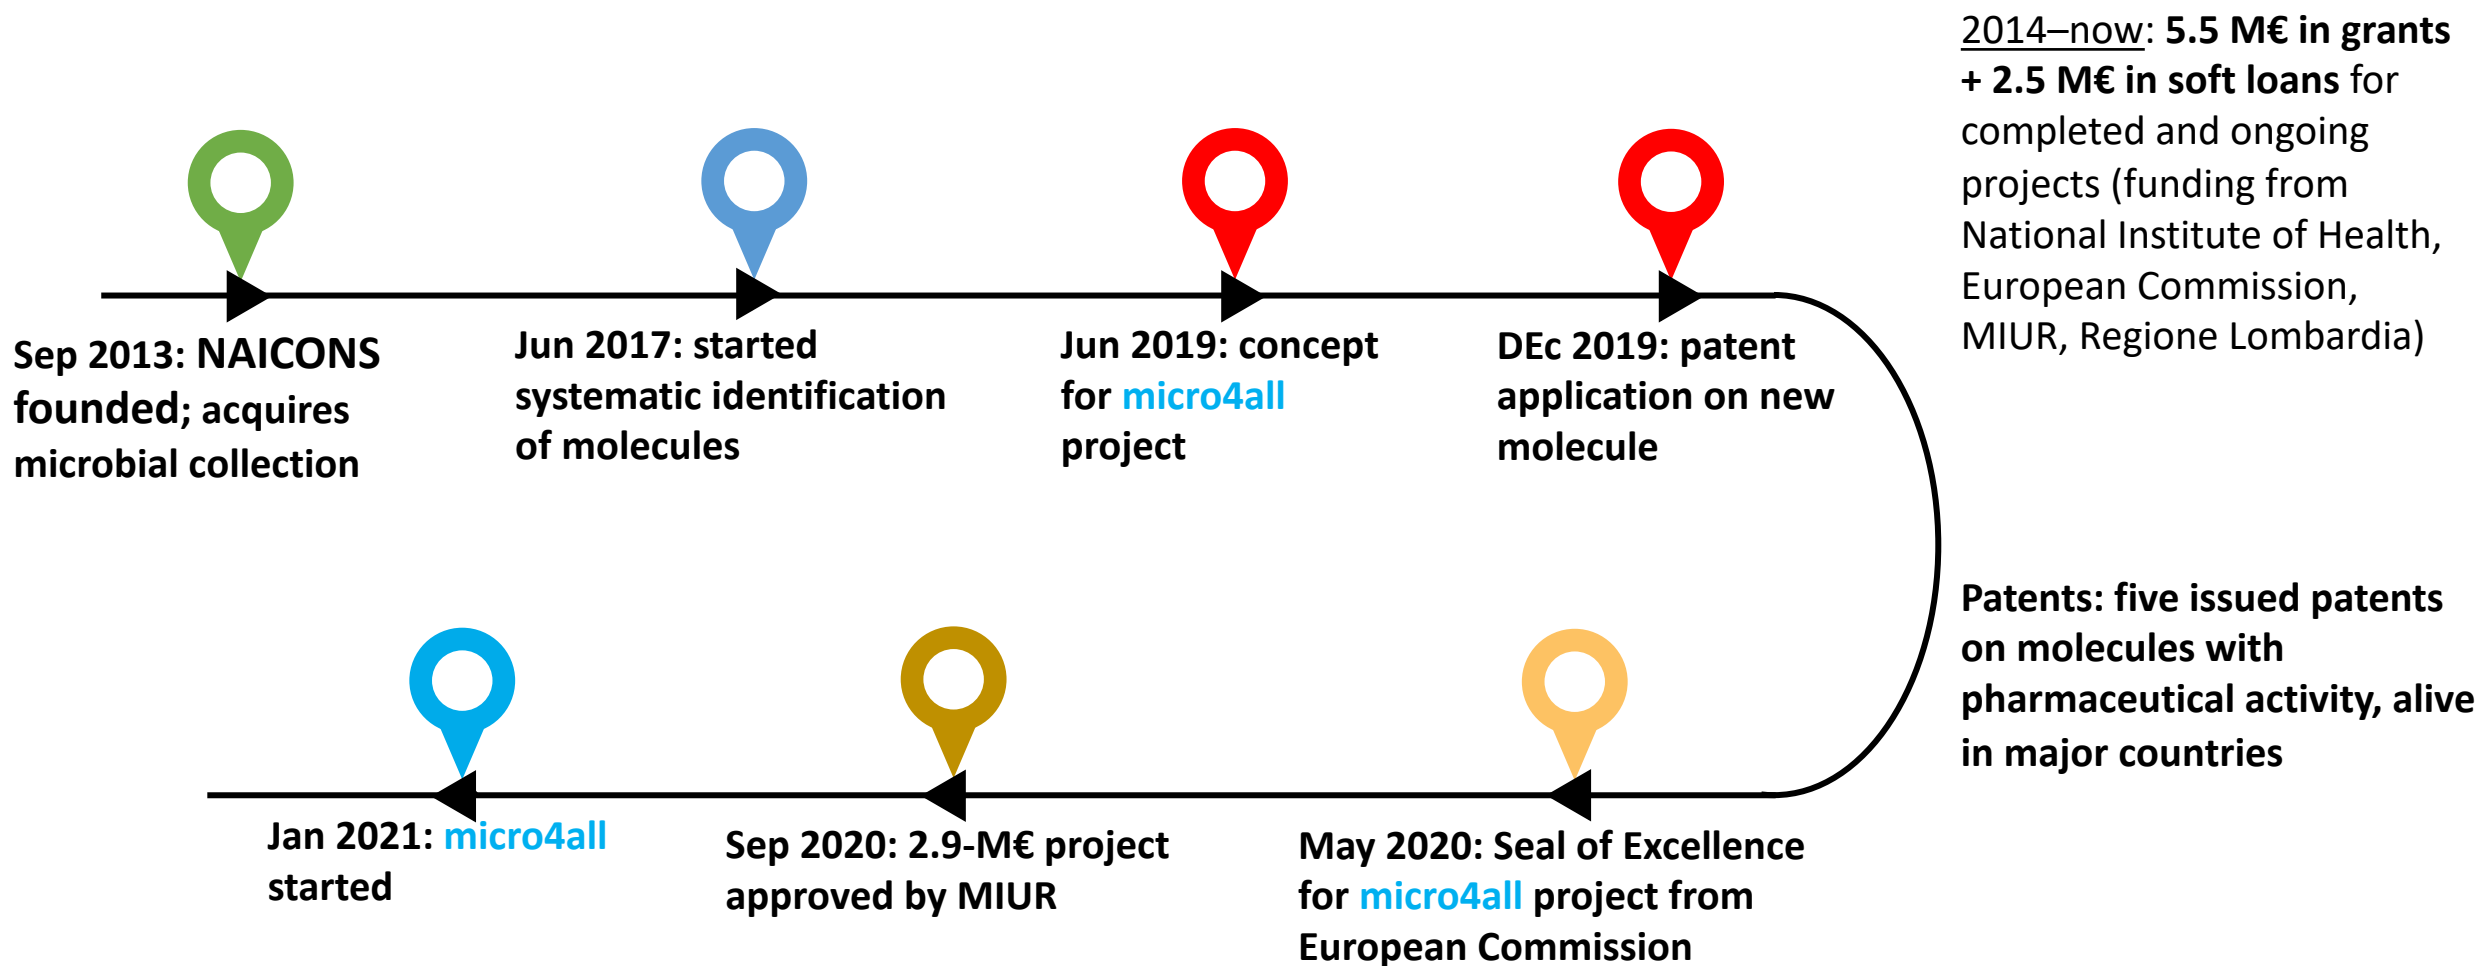 Sep 2013: NAICONS
founded; acquires
microbial collection
Jun 2017: started
systematic identification
of molecules
Jun 2019: concept
for micro4all
project
DEc 2019: patent
application on new
molecule
2014–now: 5.5 M€ in grants
+ 2.5 M€ in soft loans for
completed and ongoing
projects (funding from
National Institute of Health,
European Commission,
MIUR, Regione Lombardia)
Patents: five issued patents
on molecules with
pharmaceutical activity, alive
in major countries
May 2020: Seal of Excellence
for micro4all project from
European Commission
Sep 2020: 2.9-M€ project
approved by MIUR
Jan 2021: micro4all
started